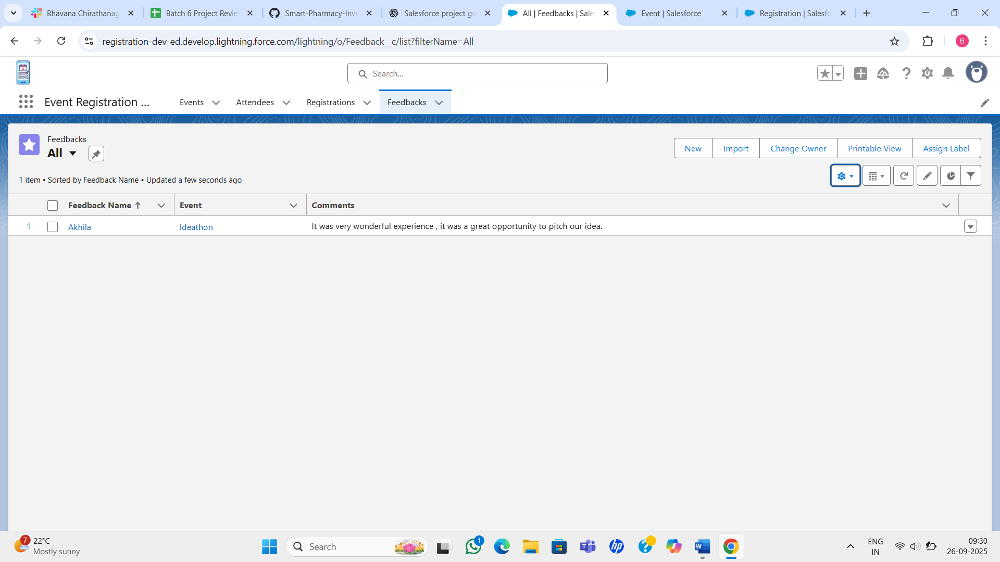 Bhavana Chirathanag
Batch 6 Project Revie
Smart-Pharmacy-Inve
Salesforce project gu
All | Feedbacks | Sale
Event | Salesforce
Registration | Salesfo
registration-dev-ed.develop.lightning.force.com/lightning/o/Feedback__c/list?filterName=All
B
Search...
Event Registration ...
Events
Attendees
Registrations
Feedbacks
Feedbacks
All
New
Import
Change Owner
Printable View
Assign Label
1 item • Sorted by Feedback Name • Updated a few seconds ago
Feedback Name
Event
Comments
1
Akhila
Ideathon
It was very wonderful experience , it was a great opportunity to pitch our idea.
7
22°C
Mostly sunny
Search
1
hp
ENG
IN
09:30
26-09-2025